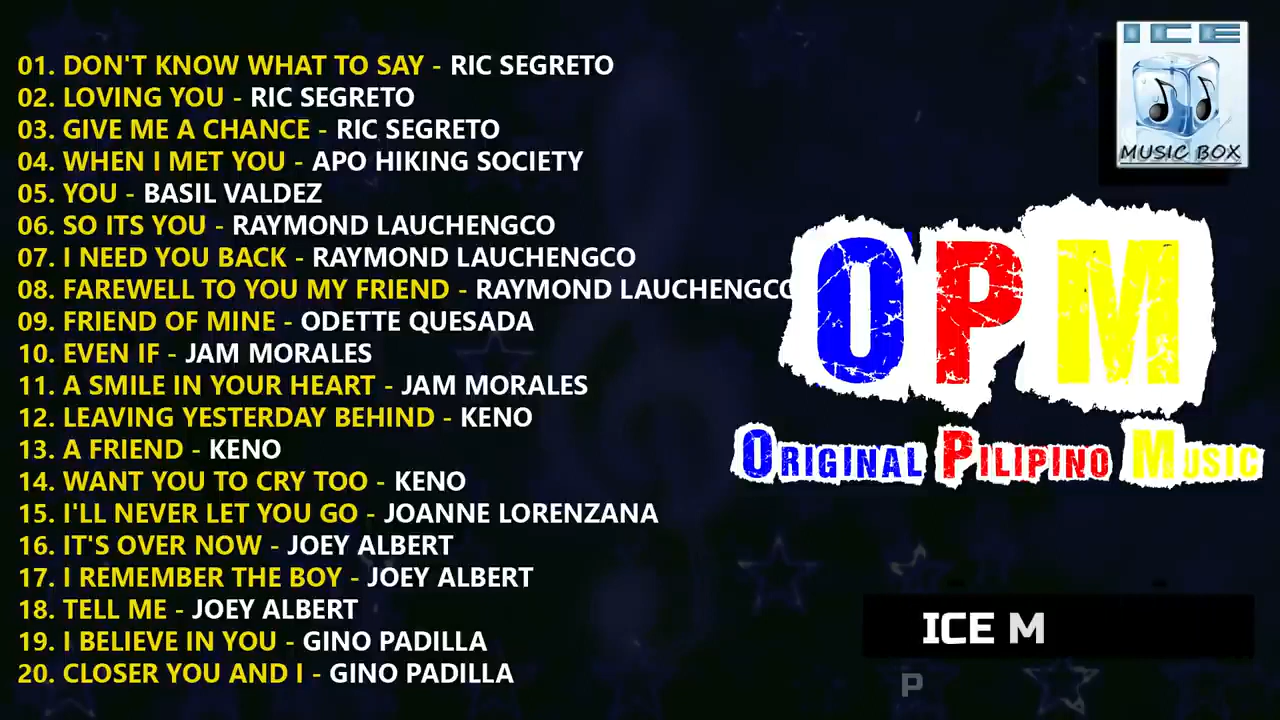 01. DON'T KNOW WHAT TO SAY - RIC SEGRETO
02. LOVING YOU - RIC SEGRETO
03. GIVE ME A CHANCE - RIC SEGRETO
04. WHEN I MET YOU - APO HIKING SOCIETY
05. YOU - BASIL VALDEZ
06. SO ITS YOU - RAYMOND LAUCHENGCO
07. I NEED YOU BACK - RAYMOND LAUCHENGCO
08. FAREWELL TO YOU MY FRIEND - RAYMOND LAUCHENGCO
09. FRIEND OF MINE - ODETTE QUESADA
10. EVEN IF - JAM MORALES
11. A SMILE IN YOUR HEART - JAM MORALES
12. LEAVING YESTERDAY BEHIND - KENO
13. A FRIEND - KENO
14. WANT YOU TO CRY TOO - KENO
15. I'LL NEVER LET YOU GO - JOANNE LORENZANA
16. IT'S OVER NOW - JOEY ALBERT
17. I REMEMBER THE BOY - JOEY ALBERT
18. TELL ME - JOEY ALBERT
19. I BELIEVE IN YOU - GINO PADILLA
20. CLOSER YOU AND I - GINO PADILLA
ICE
MUSIC BOX
OPM
ORIGINAL PILIPINO MUSIC
ICE M
P